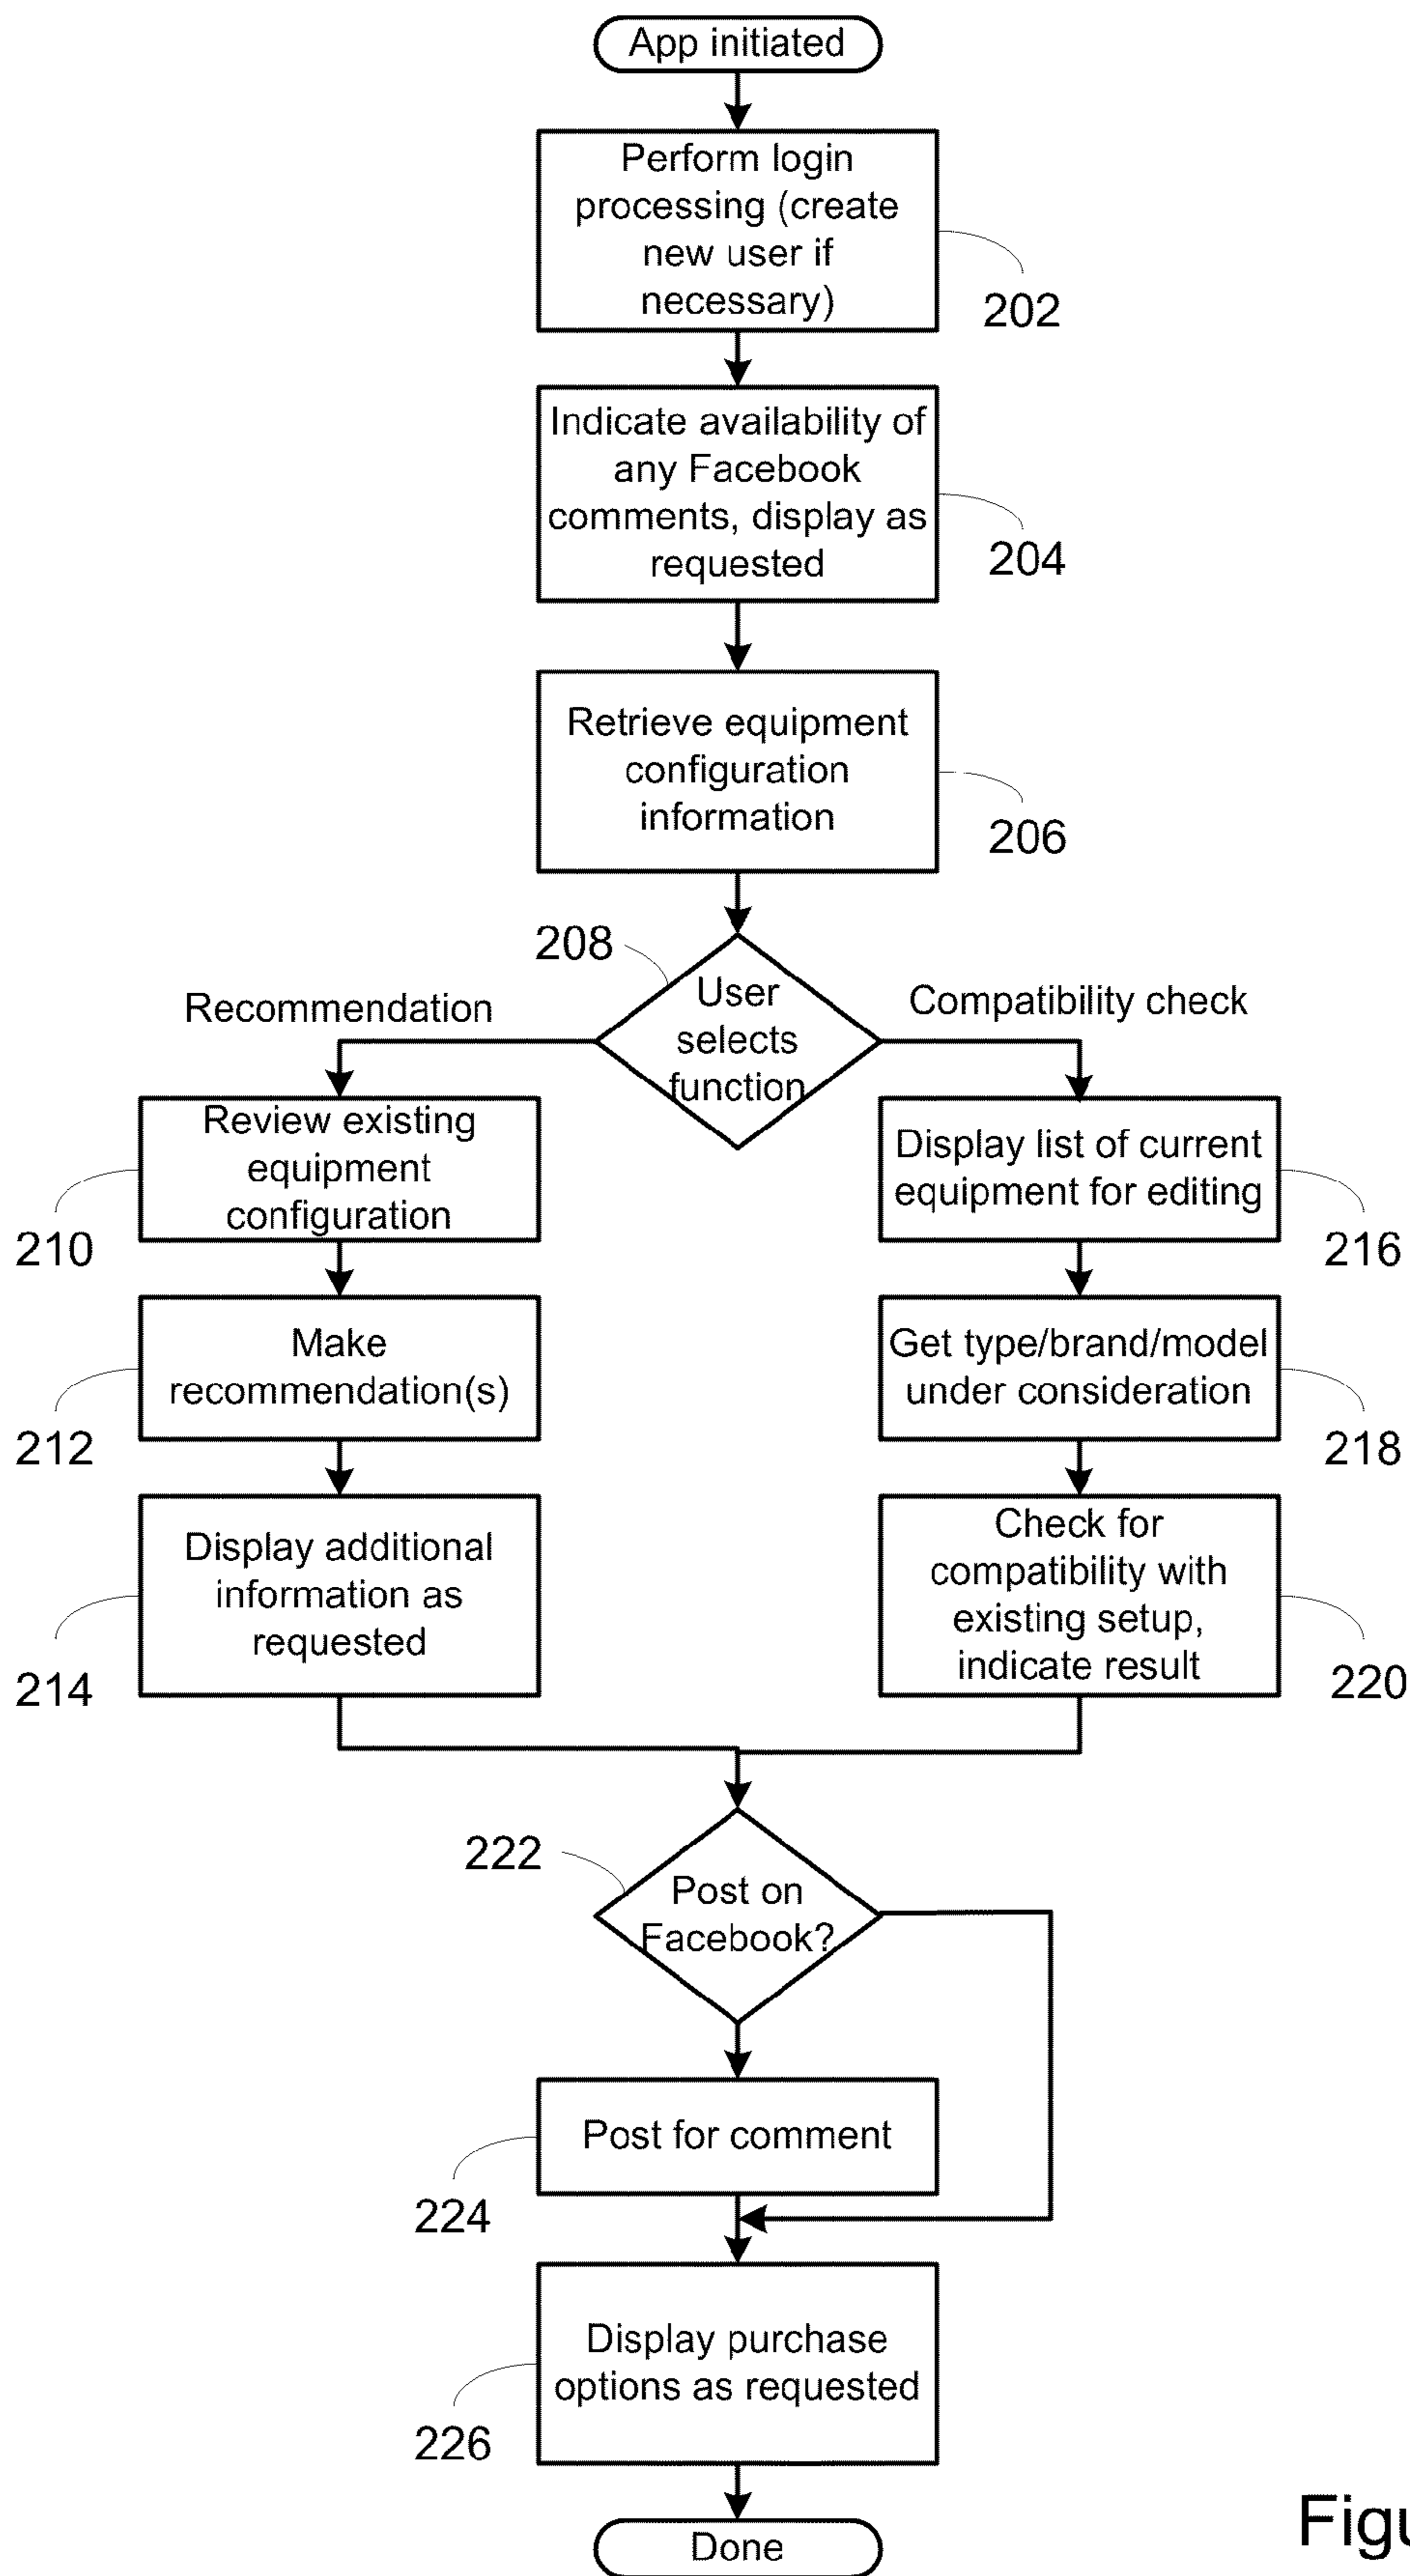 App initiated
Perform login
processing (create
new user if
necessary)
202
Indicate availability of
any Facebook
comments, display as
requested
204
Retrieve equipment
configuration
information
206
208
User
selects
function
Recommendation
Compatibility check
Review existing
equipment
configuration
210
Make
recommendation(s)
212
Display additional
information as
requested
214
Display list of current
equipment for editing
216
Get type/brand/model
under consideration
218
Check for
compatibility with
existing setup,
indicate result
220
222
Post on
Facebook?
Post for comment
224
Display purchase
options as requested
226
Done